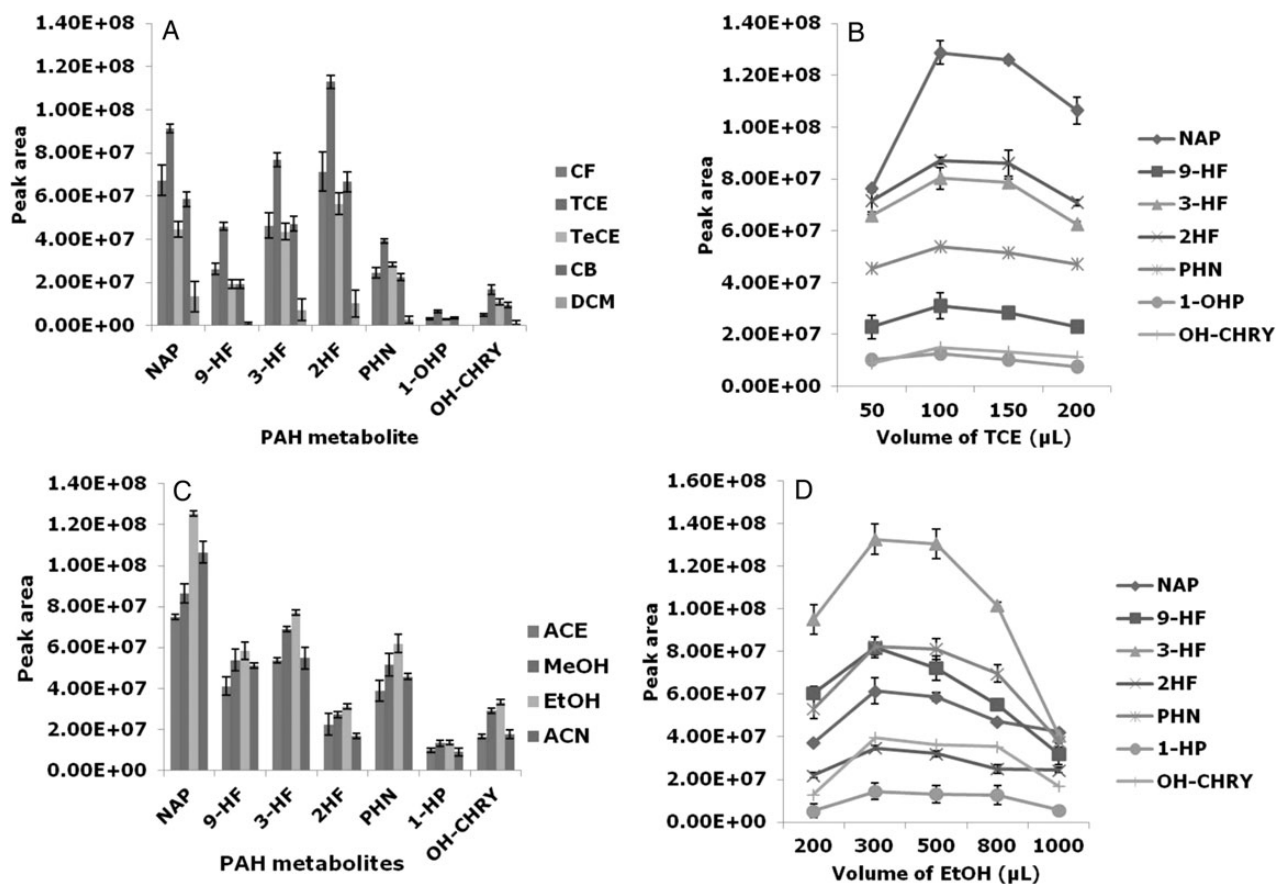 A
1.40E+08
1.20E+08
1.00E+08
8.00E+07
6.00E+07
4.00E+07
2.00E+07
0.00E+00
Peak area
NAP
9-HF
3-HF
2HF
PHN
1-OHP
OH-CHRY
PAH metabolite
CF
TCE
TeCE
CB
DCM
B
1.40E+08
1.20E+08
1.00E+08
8.00E+07
6.00E+07
4.00E+07
2.00E+07
0.00E+00
Peak area
50 100 150 200
Volume of TCE (µL)
NAP
9-HF
3-HF
2HF
PHN
1-OHP
OH-CHRY
C
1.40E+08
1.20E+08
1.00E+08
8.00E+07
6.00E+07
4.00E+07
2.00E+07
0.00E+00
Peak area
NAP
9-HF
3-HF
2HF
PHN
1-HP
OH-CHRY
PAH metabolites
ACE
MeOH
EtOH
ACN
D
1.60E+08
1.40E+08
1.20E+08
1.00E+08
8.00E+07
6.00E+07
4.00E+07
2.00E+07
0.00E+00
Peak area
200 300 500 800 1000
Volume of EtOH (µL)
NAP
9-HF
3-HF
2HF
PHN
1-HP
OH-CHRY